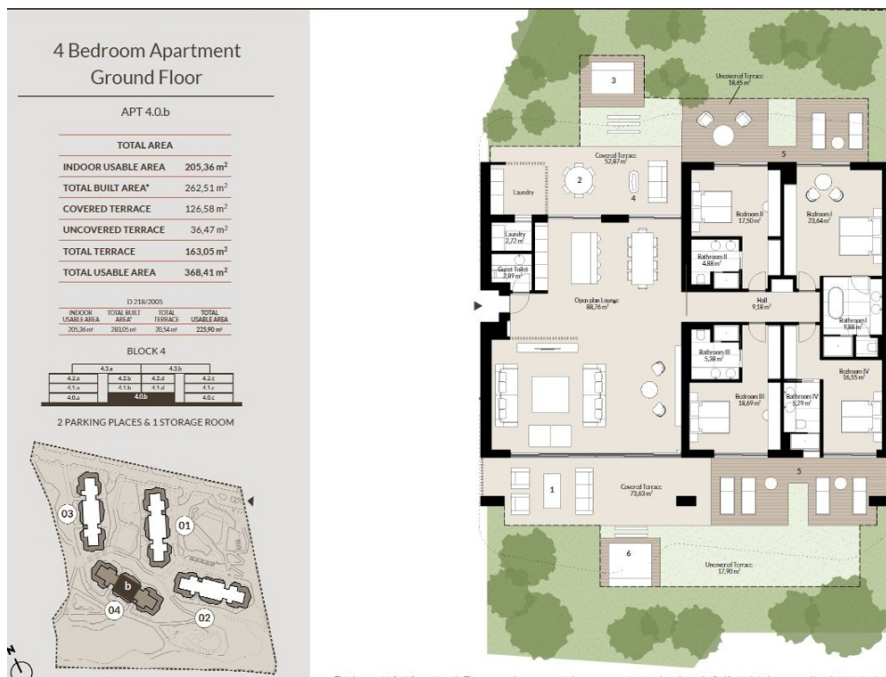 4 Bedroom Apartment
Ground Floor
APT 4.0.b
TOTAL AREA
INDOOR USABLE AREA 205,36 m²
TOTAL BUILT AREA* 262,51 m²
COVERED TERRACE 126,58 m²
UNCOVERED TERRACE 36,47 m²
TOTAL TERRACE 163,05 m²
TOTAL USABLE AREA 368,41 m²
D 218/2005
INDOOR USABLE AREA TOTAL BUILT AREA* TOTAL TERRACE TOTAL USABLE AREA
205,36 m² 283,05 m² 20,54 m² 225,90 m²
BLOCK 4
4.3.a 4.3.b
4.2.a 4.2.b 4.2.d 4.2.c
4.1.a 4.1.b 4.1.d 4.1.c
4.0.a 4.0.b 4.0.c
2 PARKING PLACES & 1 STORAGE ROOM
03
01
b
04
02
N
3
Uncovered Terrace
18,65 m²
5
Covered Terrace
52,87 m²
2
4
Laundry
Bedroom II
17,50 m²
Bedroom I
23,64 m²
Laundry
2,72 m²
Guest Toilet
2,89 m²
Bathroom II
4,88 m²
Open plan Lounge
88,76 m²
Hall
9,18 m²
Bathroom I
9,88 m²
Bathroom III
5,38 m²
Bedroom IV
16,55 m²
Bedroom III
18,69 m²
Bathroom IV
5,29 m²
1
Covered Terrace
73,63 m²
5
6
Uncovered Terrace
17,90 m²